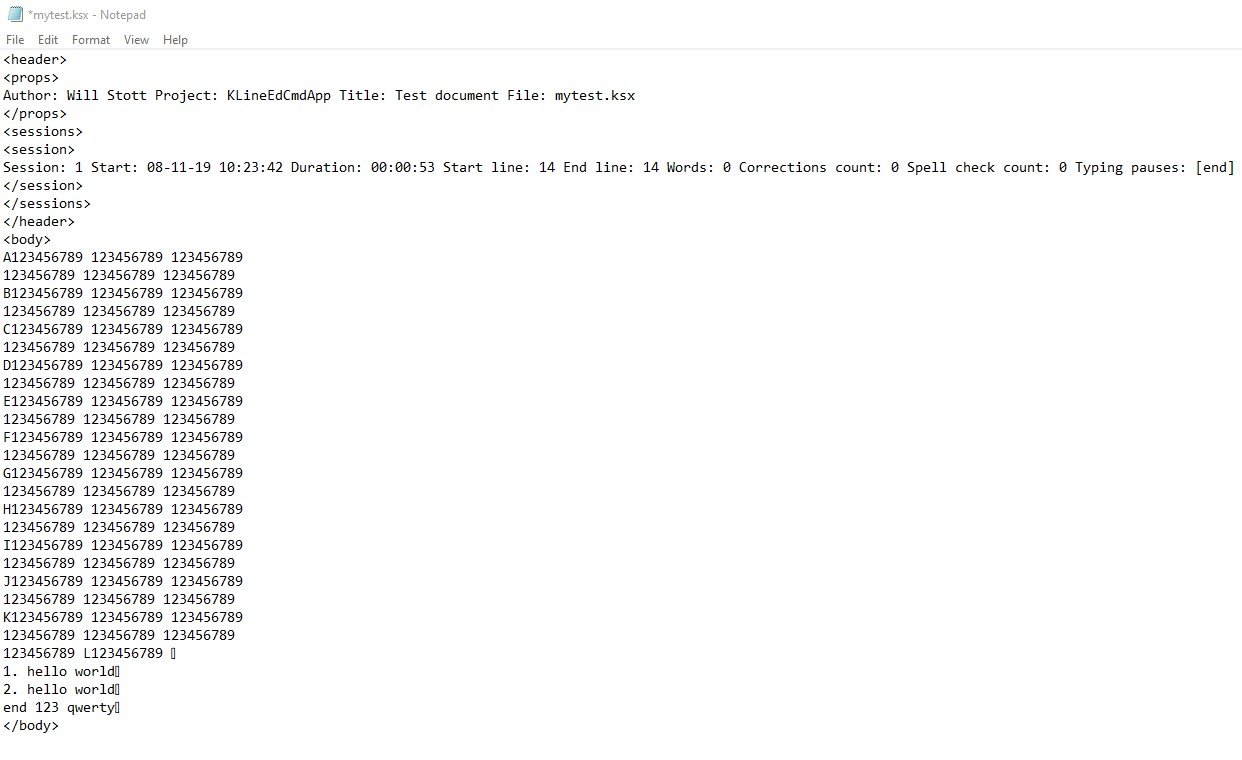 *mytest.ksx - Notepad
File Edit Format View Help
<header>
<props>
Author: Will Stott Project: KLineEdCmdApp Title: Test document File: mytest.ksx
</props>
<sessions>
<session>
Session: 1 Start: 08-11-19 10:23:42 Duration: 00:00:53 Start line: 14 End line: 14 Words: 0 Corrections count: 0 Spell check count: 0 Typing pauses: [end]
</session>
</sessions>
</header>
<body>
A123456789 123456789 123456789
123456789 123456789 123456789
B123456789 123456789 123456789
123456789 123456789 123456789
C123456789 123456789 123456789
123456789 123456789 123456789
D123456789 123456789 123456789
123456789 123456789 123456789
E123456789 123456789 123456789
123456789 123456789 123456789
F123456789 123456789 123456789
123456789 123456789 123456789
G123456789 123456789 123456789
123456789 123456789 123456789
H123456789 123456789 123456789
123456789 123456789 123456789
I123456789 123456789 123456789
123456789 123456789 123456789
J123456789 123456789 123456789
123456789 123456789 123456789
K123456789 123456789 123456789
123456789 123456789 123456789
123456789 L123456789 ▯
1. hello world▯
2. hello world▯
end 123 qwerty▯
</body>